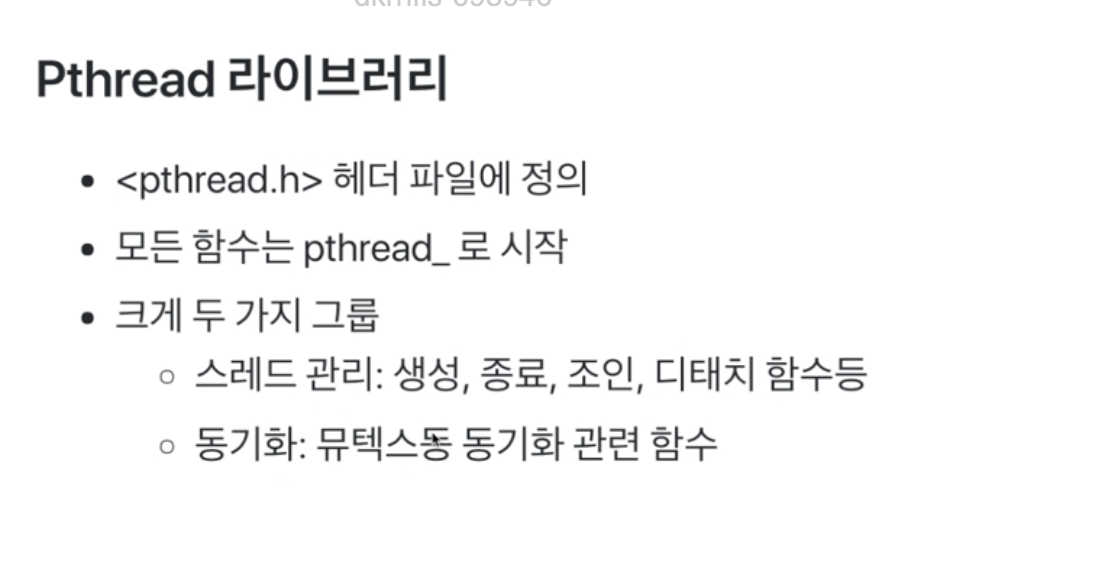 Pthread 라이브러리
• <pthread.h> 헤더 파일에 정의
• 모든 함수는 pthread_ 로 시작
• 크게 두 가지 그룹
○ 스레드 관리: 생성, 종료, 조인, 디태치 함수등
○ 동기화: 뮤텍스등 동기화 관련 함수